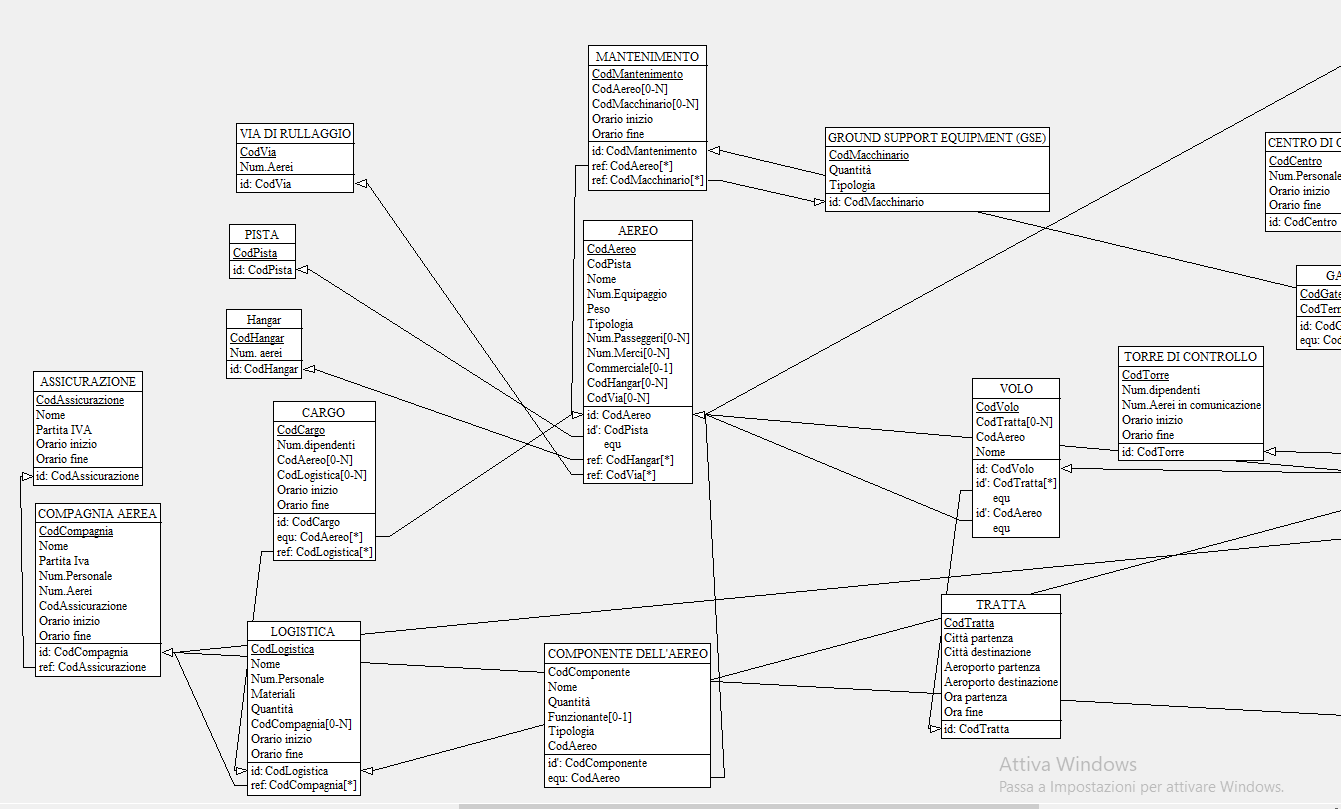 MANTENIMENTO
CodMantenimento
CodAereo[0-N]
CodMacchinario[0-N]
Orario inizio
Orario fine
id: CodMantenimento
ref: CodAereo[*]
ref: CodMacchinario[*]
VIA DI RULLAGGIO
CodVia
Num.Aerei
id: CodVia
GROUND SUPPORT EQUIPMENT (GSE)
CodMacchinario
Quantità
Tipologia
id: CodMacchinario
CENTRO DI C
CodCentro
Num.Personale
Orario inizio
Orario fine
id: CodCentro
PISTA
CodPista
id: CodPista
AEREO
CodAereo
CodPista
Nome
Num.Equipaggio
Peso
Tipologia
Num.Passeggeri[0-N]
Num.Merci[0-N]
Commerciale[0-1]
CodHangar[0-N]
CodVia[0-N]
id: CodAereo
id': CodPista
equ
ref: CodHangar[*]
ref: CodVia[*]
GA
CodGate
CodTerm
id: CodG
equ: Cod
Hangar
CodHangar
Num. aerei
id: CodHangar
TORRE DI CONTROLLO
CodTorre
Num.dipendenti
Num.Aerei in comunicazione
Orario inizio
Orario fine
id: CodTorre
ASSICURAZIONE
CodAssicurazione
Nome
Partita IVA
Orario inizio
Orario fine
id: CodAssicurazione
VOLO
CodVolo
CodTratta[0-N]
CodAereo
Nome
id: CodVolo
id': CodTratta[*]
equ
id': CodAereo
equ
CARGO
CodCargo
Num.dipendenti
CodAereo[0-N]
CodLogistica[0-N]
Orario inizio
Orario fine
id: CodCargo
equ: CodAereo[*]
ref: CodLogistica[*]
COMPAGNIA AEREA
CodCompagnia
Nome
Partita Iva
Num.Personale
Num.Aerei
CodAssicurazione
Orario inizio
Orario fine
id: CodCompagnia
ref: CodAssicurazione
TRATTA
CodTratta
Città partenza
Città destinazione
Aeroporto partenza
Aeroporto destinazione
Ora partenza
Ora fine
id: CodTratta
LOGISTICA
CodLogistica
Nome
Num.Personale
Materiali
Quantità
CodCompagnia[0-N]
Orario inizio
Orario fine
id: CodLogistica
ref: CodCompagnia[*]
COMPONENTE DELL'AEREO
CodComponente
Nome
Quantità
Funzionante[0-1]
Tipologia
CodAereo
id': CodComponente
equ: CodAereo
Attiva Windows
Passa a Impostazioni per attivare Windows.